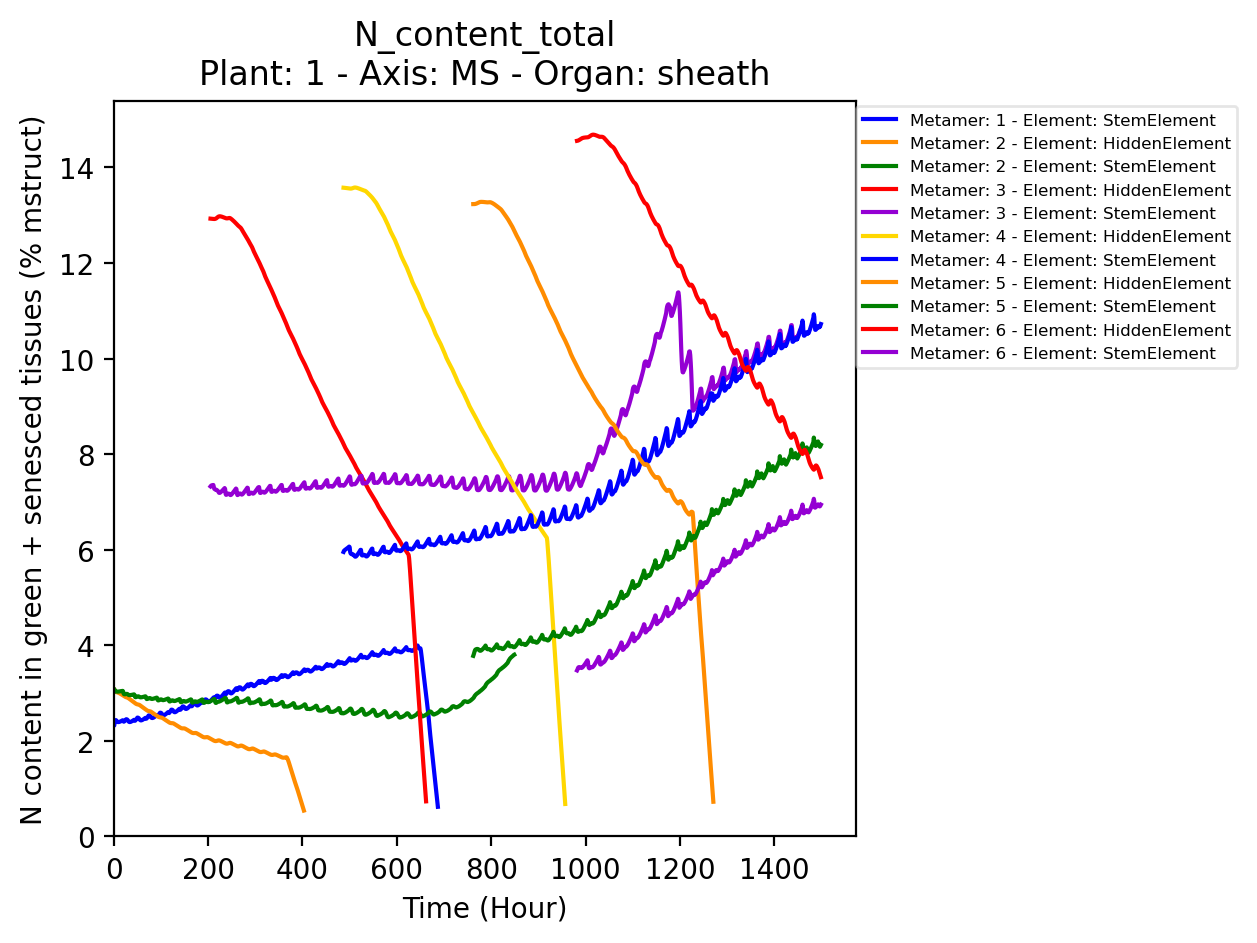 N_content_total
Plant: 1 - Axis: MS - Organ: sheath
N content in green + senesced tissues (% mstruct)
14
12
10
8
6
4
2
0
0 200 400 600 800 1000 1200 1400
Time (Hour)
Metamer: 1 - Element: StemElement
Metamer: 2 - Element: HiddenElement
Metamer: 2 - Element: StemElement
Metamer: 3 - Element: HiddenElement
Metamer: 3 - Element: StemElement
Metamer: 4 - Element: HiddenElement
Metamer: 4 - Element: StemElement
Metamer: 5 - Element: HiddenElement
Metamer: 5 - Element: StemElement
Metamer: 6 - Element: HiddenElement
Metamer: 6 - Element: StemElement